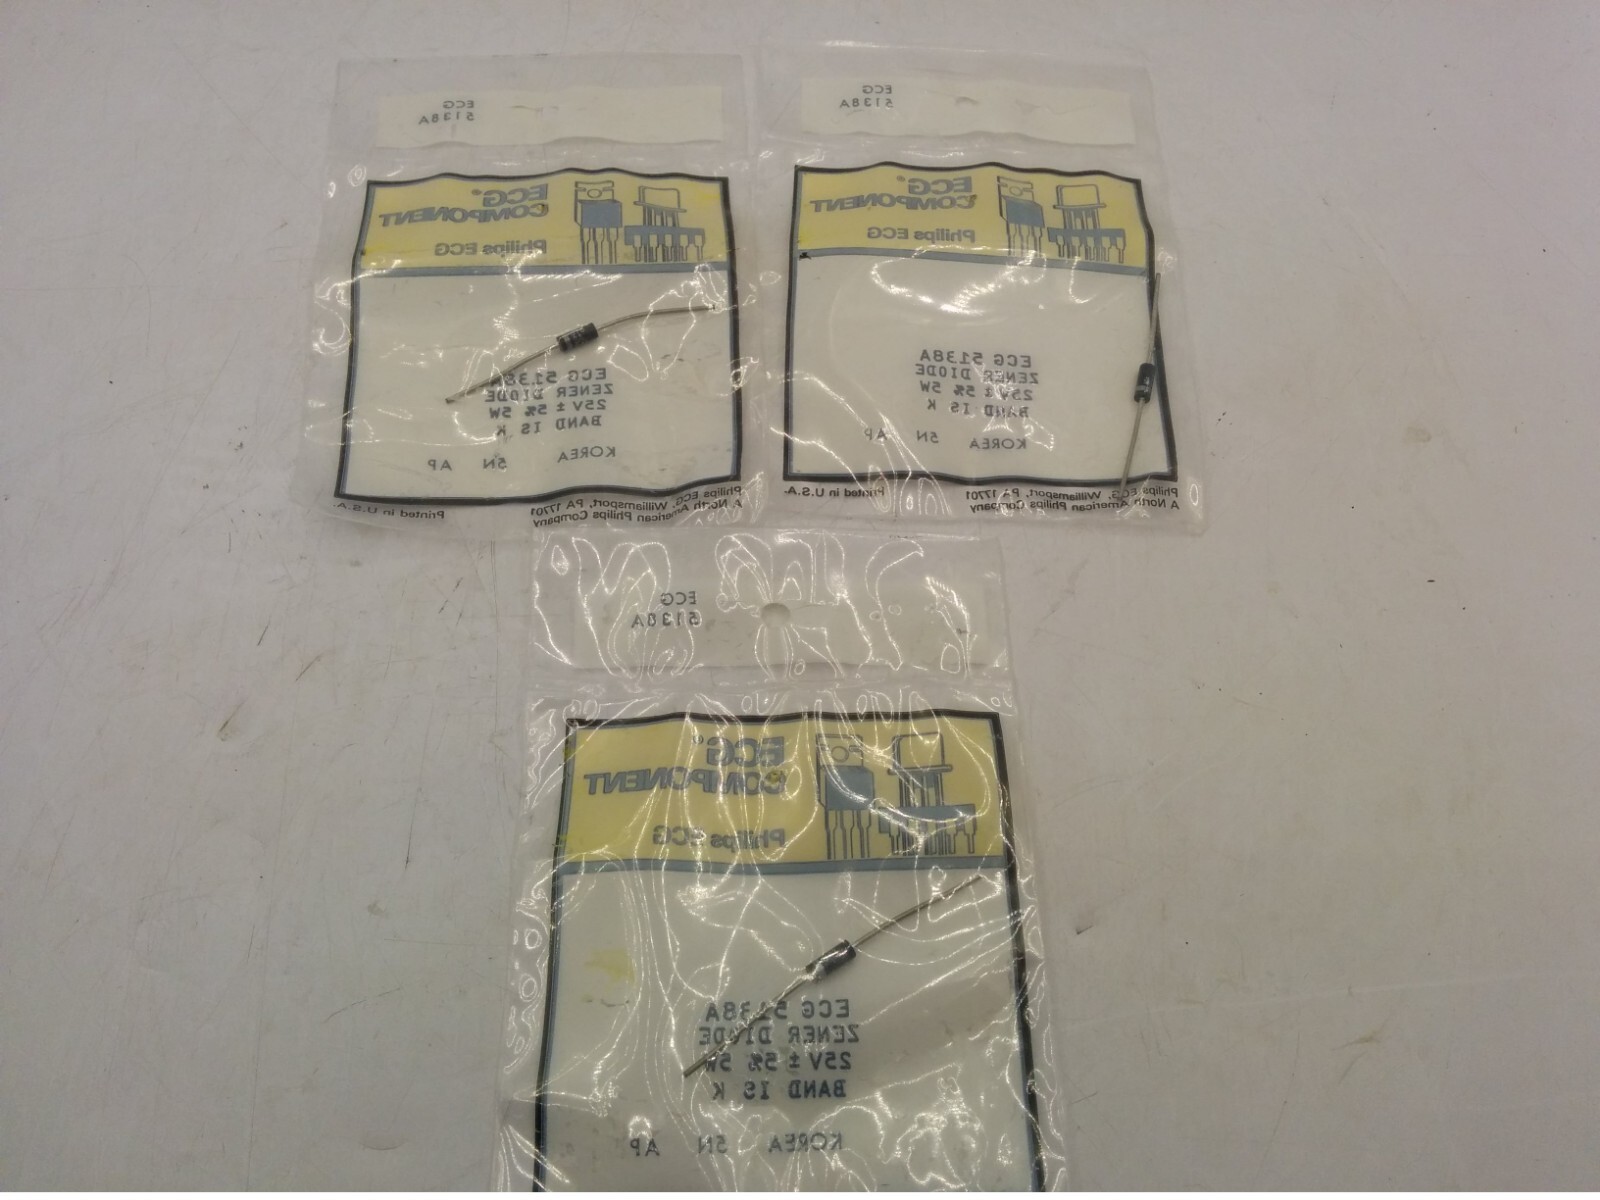 ECG
5138A
ECG®
COMPONENT
Philips ECG
ECG 5138A
ZENER DIODE
25V ± 5% 5W
BAND IS K
KOREA 5N AP
Philips ECG, Williamsport, PA 17701
A North American Philips Company
Printed in U.S.A.
ECG
5138A
ECG®
COMPONENT
Philips ECG
ECG 5138A
ZENER DIODE
25V ± 5% 5W
BAND IS K
KOREA 5N AP
Philips ECG, Williamsport, PA 17701
A North American Philips Company
Printed in U.S.A.
ECG
5138A
ECG®
COMPONENT
Philips ECG
ECG 5138A
ZENER DIODE
25V ± 5% 5W
BAND IS K
KOREA 5N AP